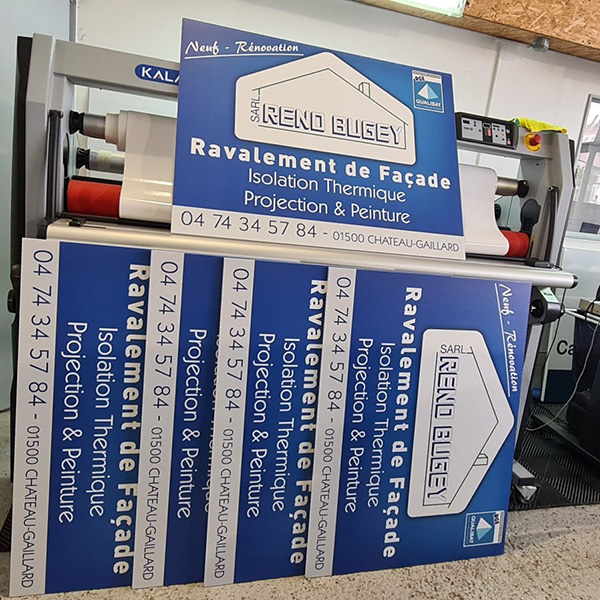 KALA
Neuf - Rénovation
SARL RENO BUGEY
QUALIBAT
Ravalement de Façade
Isolation Thermique
Projection & Peinture
04 74 34 57 84 - 01500 CHATEAU-GAILLARD
Ravalement de Façade
Isolation Thermique
Projection & Peinture
04 74 34 57 84 - 01500 CHATEAU-GAILLARD
Projection & Peinture
04 74 34 57 84 - 01500 CHATEAU-GAILLARD
Ravalement de Façade
Isolation Thermique
Projection & Peinture
04 74 34 57 84 - 01500 CHATEAU-GAILLARD
Neuf - Rénovation
SARL RENO BUGEY
QUALIBAT
Ravalement de Façade
Isolation Thermique
Projection & Peinture
04 74 34 57 84 - 01500 CHATEAU-GAILLARD
Ca